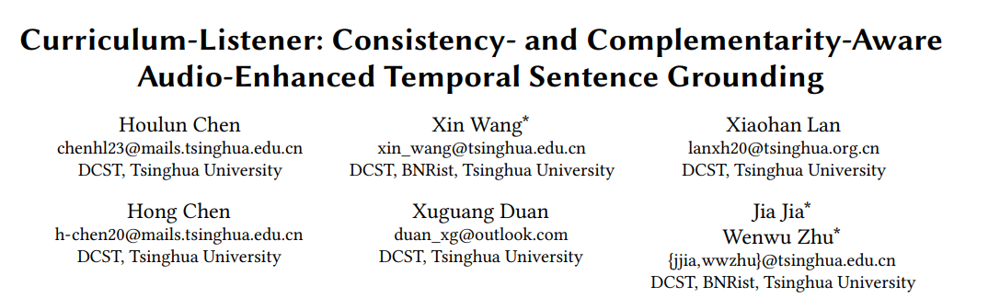 Curriculum-Listener: Consistency- and Complementarity-Aware
Audio-Enhanced Temporal Sentence Grounding
Houlun Chen
chenhl23@mails.tsinghua.edu.cn
DCST, Tsinghua University
Xin Wang*
xin_wang@tsinghua.edu.cn
DCST, BNRist, Tsinghua University
Xiaohan Lan
lanxh20@tsinghua.org.cn
DCST, Tsinghua University
Hong Chen
h-chen20@mails.tsinghua.edu.cn
DCST, Tsinghua University
Xuguang Duan
duan_xg@outlook.com
DCST, Tsinghua University
Jia Jia*
Wenwu Zhu*
{jjia,wwzhu}@tsinghua.edu.cn
DCST, BNRist, Tsinghua University